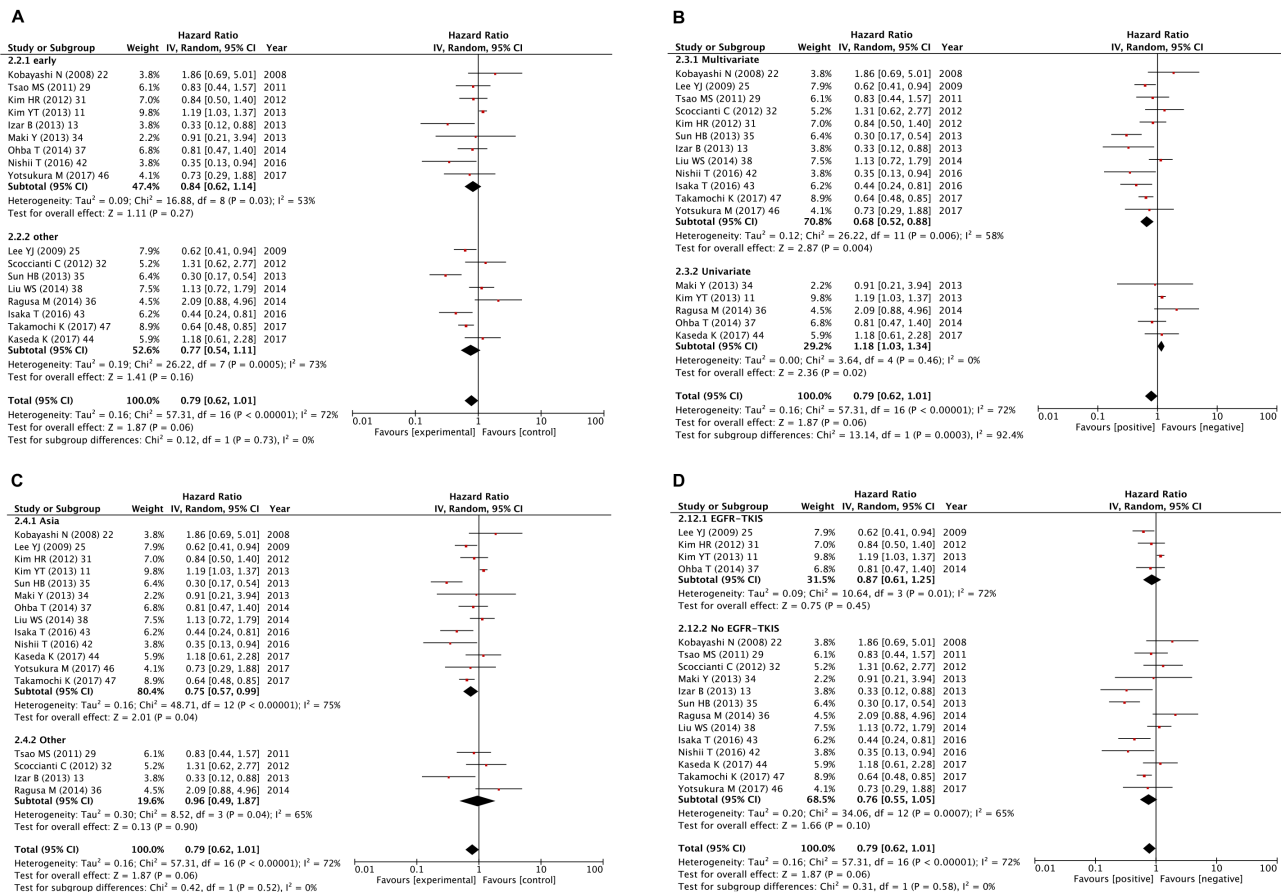 A
Hazard Ratio Hazard Ratio
Study or Subgroup Weight IV, Random, 95% CI Year IV, Random, 95% CI
2.2.1 early
Kobayashi N (2008) 22 3.8% 1.86 [0.69, 5.01] 2008
Tsao MS (2011) 29 6.1% 0.83 [0.44, 1.57] 2011
Kim HR (2012) 31 7.0% 0.84 [0.50, 1.40] 2012
Kim YT (2013) 11 9.8% 1.19 [1.03, 1.37] 2013
Izar B (2013) 13 3.8% 0.33 [0.12, 0.88] 2013
Maki Y (2013) 34 2.2% 0.91 [0.21, 3.94] 2013
Ohba T (2014) 37 6.8% 0.81 [0.47, 1.40] 2014
Nishii T (2016) 42 3.8% 0.35 [0.13, 0.94] 2016
Yotsukura M (2017) 46 4.1% 0.73 [0.29, 1.88] 2017
Subtotal (95% CI) 47.4% 0.84 [0.62, 1.14]
Heterogeneity: Tau² = 0.09; Chi² = 16.88, df = 8 (P = 0.03); I² = 53%
Test for overall effect: Z = 1.11 (P = 0.27)
2.2.2 other
Lee YJ (2009) 25 7.9% 0.62 [0.41, 0.94] 2009
Scoccianti C (2012) 32 5.2% 1.31 [0.62, 2.77] 2012
Sun HB (2013) 35 6.4% 0.30 [0.17, 0.54] 2013
Liu WS (2014) 38 7.5% 1.13 [0.72, 1.79] 2014
Ragusa M (2014) 36 4.5% 2.09 [0.88, 4.96] 2014
Isaka T (2016) 43 6.2% 0.44 [0.24, 0.81] 2016
Takamochi K (2017) 47 8.9% 0.64 [0.48, 0.85] 2017
Kaseda K (2017) 44 5.9% 1.18 [0.61, 2.28] 2017
Subtotal (95% CI) 52.6% 0.77 [0.54, 1.11]
Heterogeneity: Tau² = 0.19; Chi² = 26.22, df = 7 (P = 0.0005); I² = 73%
Test for overall effect: Z = 1.41 (P = 0.16)
Total (95% CI) 100.0% 0.79 [0.62, 1.01]
Heterogeneity: Tau² = 0.16; Chi² = 57.31, df = 16 (P < 0.00001); I² = 72%
Test for overall effect: Z = 1.87 (P = 0.06)
Test for subgroup differences: Chi² = 0.12, df = 1 (P = 0.73), I² = 0%
0.01 0.1 1 10 100
Favours [experimental] Favours [control]
B
Hazard Ratio Hazard Ratio
Study or Subgroup Weight IV, Random, 95% CI Year IV, Random, 95% CI
2.3.1 Multivariate
Kobayashi N (2008) 22 3.8% 1.86 [0.69, 5.01] 2008
Lee YJ (2009) 25 7.9% 0.62 [0.41, 0.94] 2009
Tsao MS (2011) 29 6.1% 0.83 [0.44, 1.57] 2011
Scoccianti C (2012) 32 5.2% 1.31 [0.62, 2.77] 2012
Kim HR (2012) 31 7.0% 0.84 [0.50, 1.40] 2012
Sun HB (2013) 35 6.4% 0.30 [0.17, 0.54] 2013
Izar B (2013) 13 3.8% 0.33 [0.12, 0.88] 2013
Liu WS (2014) 38 7.5% 1.13 [0.72, 1.79] 2014
Nishii T (2016) 42 3.8% 0.35 [0.13, 0.94] 2016
Isaka T (2016) 43 6.2% 0.44 [0.24, 0.81] 2016
Takamochi K (2017) 47 8.9% 0.64 [0.48, 0.85] 2017
Yotsukura M (2017) 46 4.1% 0.73 [0.29, 1.88] 2017
Subtotal (95% CI) 70.8% 0.68 [0.52, 0.88]
Heterogeneity: Tau² = 0.12; Chi² = 26.22, df = 11 (P = 0.006); I² = 58%
Test for overall effect: Z = 2.87 (P = 0.004)
2.3.2 Univariate
Maki Y (2013) 34 2.2% 0.91 [0.21, 3.94] 2013
Kim YT (2013) 11 9.8% 1.19 [1.03, 1.37] 2013
Ragusa M (2014) 36 4.5% 2.09 [0.88, 4.96] 2014
Ohba T (2014) 37 6.8% 0.81 [0.47, 1.40] 2014
Kaseda K (2017) 44 5.9% 1.18 [0.61, 2.28] 2017
Subtotal (95% CI) 29.2% 1.18 [1.03, 1.34]
Heterogeneity: Tau² = 0.00; Chi² = 3.64, df = 4 (P = 0.46); I² = 0%
Test for overall effect: Z = 2.36 (P = 0.02)
Total (95% CI) 100.0% 0.79 [0.62, 1.01]
Heterogeneity: Tau² = 0.16; Chi² = 57.31, df = 16 (P < 0.00001); I² = 72%
Test for overall effect: Z = 1.87 (P = 0.06)
Test for subgroup differences: Chi² = 13.14, df = 1 (P = 0.0003), I² = 92.4%
0.01 0.1 1 10 100
Favours [positive] Favours [negative]
C
Hazard Ratio Hazard Ratio
Study or Subgroup Weight IV, Random, 95% CI Year IV, Random, 95% CI
2.4.1 Asia
Kobayashi N (2008) 22 3.8% 1.86 [0.69, 5.01] 2008
Lee YJ (2009) 25 7.9% 0.62 [0.41, 0.94] 2009
Kim HR (2012) 31 7.0% 0.84 [0.50, 1.40] 2012
Kim YT (2013) 11 9.8% 1.19 [1.03, 1.37] 2013
Sun HB (2013) 35 6.4% 0.30 [0.17, 0.54] 2013
Maki Y (2013) 34 2.2% 0.91 [0.21, 3.94] 2013
Ohba T (2014) 37 6.8% 0.81 [0.47, 1.40] 2014
Liu WS (2014) 38 7.5% 1.13 [0.72, 1.79] 2014
Isaka T (2016) 43 6.2% 0.44 [0.24, 0.81] 2016
Nishii T (2016) 42 3.8% 0.35 [0.13, 0.94] 2016
Kaseda K (2017) 44 5.9% 1.18 [0.61, 2.28] 2017
Yotsukura M (2017) 46 4.1% 0.73 [0.29, 1.88] 2017
Takamochi K (2017) 47 8.9% 0.64 [0.48, 0.85] 2017
Subtotal (95% CI) 80.4% 0.75 [0.57, 0.99]
Heterogeneity: Tau² = 0.16; Chi² = 48.71, df = 12 (P < 0.00001); I² = 75%
Test for overall effect: Z = 2.01 (P = 0.04)
2.4.2 Other
Tsao MS (2011) 29 6.1% 0.83 [0.44, 1.57] 2011
Scoccianti C (2012) 32 5.2% 1.31 [0.62, 2.77] 2012
Izar B (2013) 13 3.8% 0.33 [0.12, 0.88] 2013
Ragusa M (2014) 36 4.5% 2.09 [0.88, 4.96] 2014
Subtotal (95% CI) 19.6% 0.96 [0.49, 1.87]
Heterogeneity: Tau² = 0.30; Chi² = 8.52, df = 3 (P = 0.04); I² = 65%
Test for overall effect: Z = 0.13 (P = 0.90)
Total (95% CI) 100.0% 0.79 [0.62, 1.01]
Heterogeneity: Tau² = 0.16; Chi² = 57.31, df = 16 (P < 0.00001); I² = 72%
Test for overall effect: Z = 1.87 (P = 0.06)
Test for subgroup differences: Chi² = 0.42, df = 1 (P = 0.52), I² = 0%
0.01 0.1 1 10 100
Favours [experimental] Favours [control]
D
Hazard Ratio Hazard Ratio
Study or Subgroup Weight IV, Random, 95% CI Year IV, Random, 95% CI
2.12.1 EGFR-TKIS
Lee YJ (2009) 25 7.9% 0.62 [0.41, 0.94] 2009
Kim HR (2012) 31 7.0% 0.84 [0.50, 1.40] 2012
Kim YT (2013) 11 9.8% 1.19 [1.03, 1.37] 2013
Ohba T (2014) 37 6.8% 0.81 [0.47, 1.40] 2014
Subtotal (95% CI) 31.5% 0.87 [0.61, 1.25]
Heterogeneity: Tau² = 0.09; Chi² = 10.64, df = 3 (P = 0.01); I² = 72%
Test for overall effect: Z = 0.75 (P = 0.45)
2.12.2 No EGFR-TKIS
Kobayashi N (2008) 22 3.8% 1.86 [0.69, 5.01] 2008
Tsao MS (2011) 29 6.1% 0.83 [0.44, 1.57] 2011
Scoccianti C (2012) 32 5.2% 1.31 [0.62, 2.77] 2012
Maki Y (2013) 34 2.2% 0.91 [0.21, 3.94] 2013
Izar B (2013) 13 3.8% 0.33 [0.12, 0.88] 2013
Sun HB (2013) 35 6.4% 0.30 [0.17, 0.54] 2013
Ragusa M (2014) 36 4.5% 2.09 [0.88, 4.96] 2014
Liu WS (2014) 38 7.5% 1.13 [0.72, 1.79] 2014
Isaka T (2016) 43 6.2% 0.44 [0.24, 0.81] 2016
Nishii T (2016) 42 3.8% 0.35 [0.13, 0.94] 2016
Kaseda K (2017) 44 5.9% 1.18 [0.61, 2.28] 2017
Takamochi K (2017) 47 8.9% 0.64 [0.48, 0.85] 2017
Yotsukura M (2017) 46 4.1% 0.73 [0.29, 1.88] 2017
Subtotal (95% CI) 68.5% 0.76 [0.55, 1.05]
Heterogeneity: Tau² = 0.20; Chi² = 34.06, df = 12 (P = 0.0007); I² = 65%
Test for overall effect: Z = 1.66 (P = 0.10)
Total (95% CI) 100.0% 0.79 [0.62, 1.01]
Heterogeneity: Tau² = 0.16; Chi² = 57.31, df = 16 (P < 0.00001); I² = 72%
Test for overall effect: Z = 1.87 (P = 0.06)
Test for subgroup differences: Chi² = 0.31, df = 1 (P = 0.58), I² = 0%
0.01 0.1 1 10 100
Favours [positive] Favours [negative]